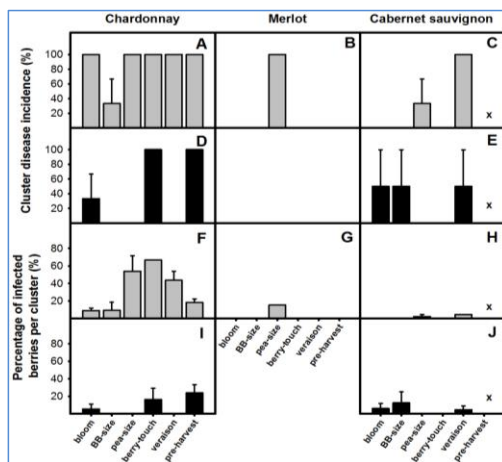 Chardonnay Merlot Cabernet sauvignon
Cluster disease incidence (%)
Percentage of infected
berries per cluster (%)
A B C
100
80
60
40
20
x
D E
100
80
60
40
20
x
F G H
80
60
40
20
x
bloom
BB-size
pea-size
berry-touch
veraison
pre-harvest
I J
80
60
40
20
x
bloom
BB-size
pea-size
berry-touch
veraison
pre-harvest
bloom
BB-size
pea-size
berry-touch
veraison
pre-harvest